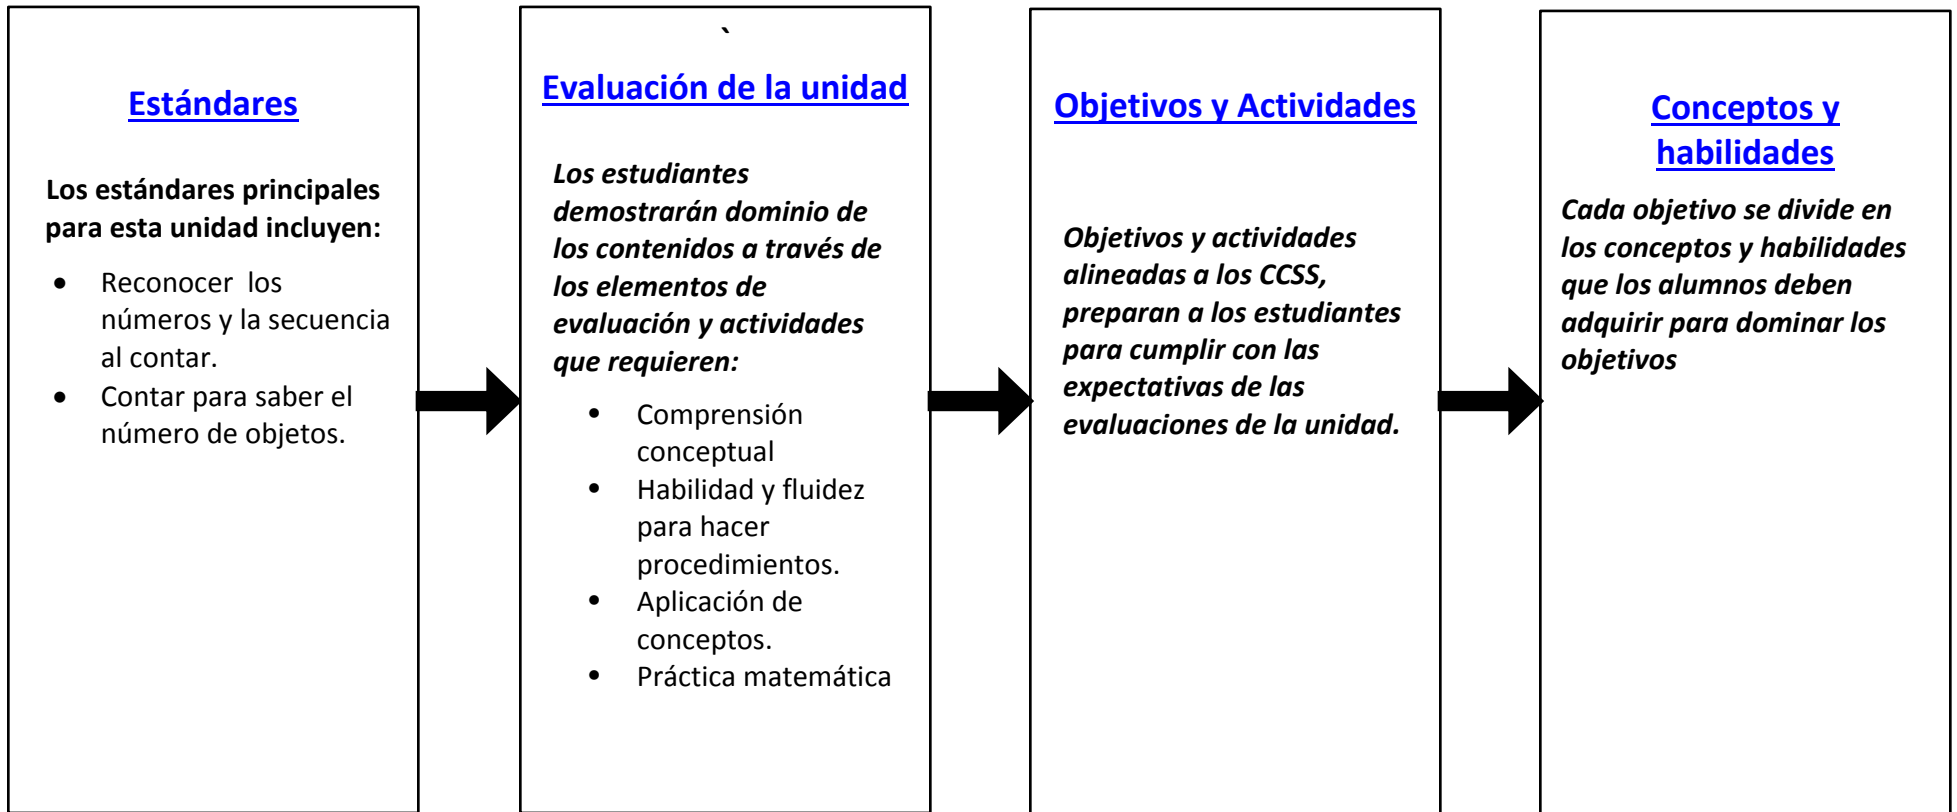 Estándares
Los estándares principales
para esta unidad incluyen:
• Reconocer los
números y la secuencia
al contar.
• Contar para saber el
número de objetos.
`
Evaluación de la unidad
Los estudiantes
demostrarán dominio de
los contenidos a través de
los elementos de
evaluación y actividades
que requieren:
• Comprensión
conceptual
• Habilidad y fluidez
para hacer
procedimientos.
• Aplicación de
conceptos.
• Práctica matemática
Objetivos y Actividades
Objetivos y actividades
alineadas a los CCSS,
preparan a los estudiantes
para cumplir con las
expectativas de las
evaluaciones de la unidad.
Conceptos y
habilidades
Cada objetivo se divide en
los conceptos y habilidades
que los alumnos deben
adquirir para dominar los
objetivos